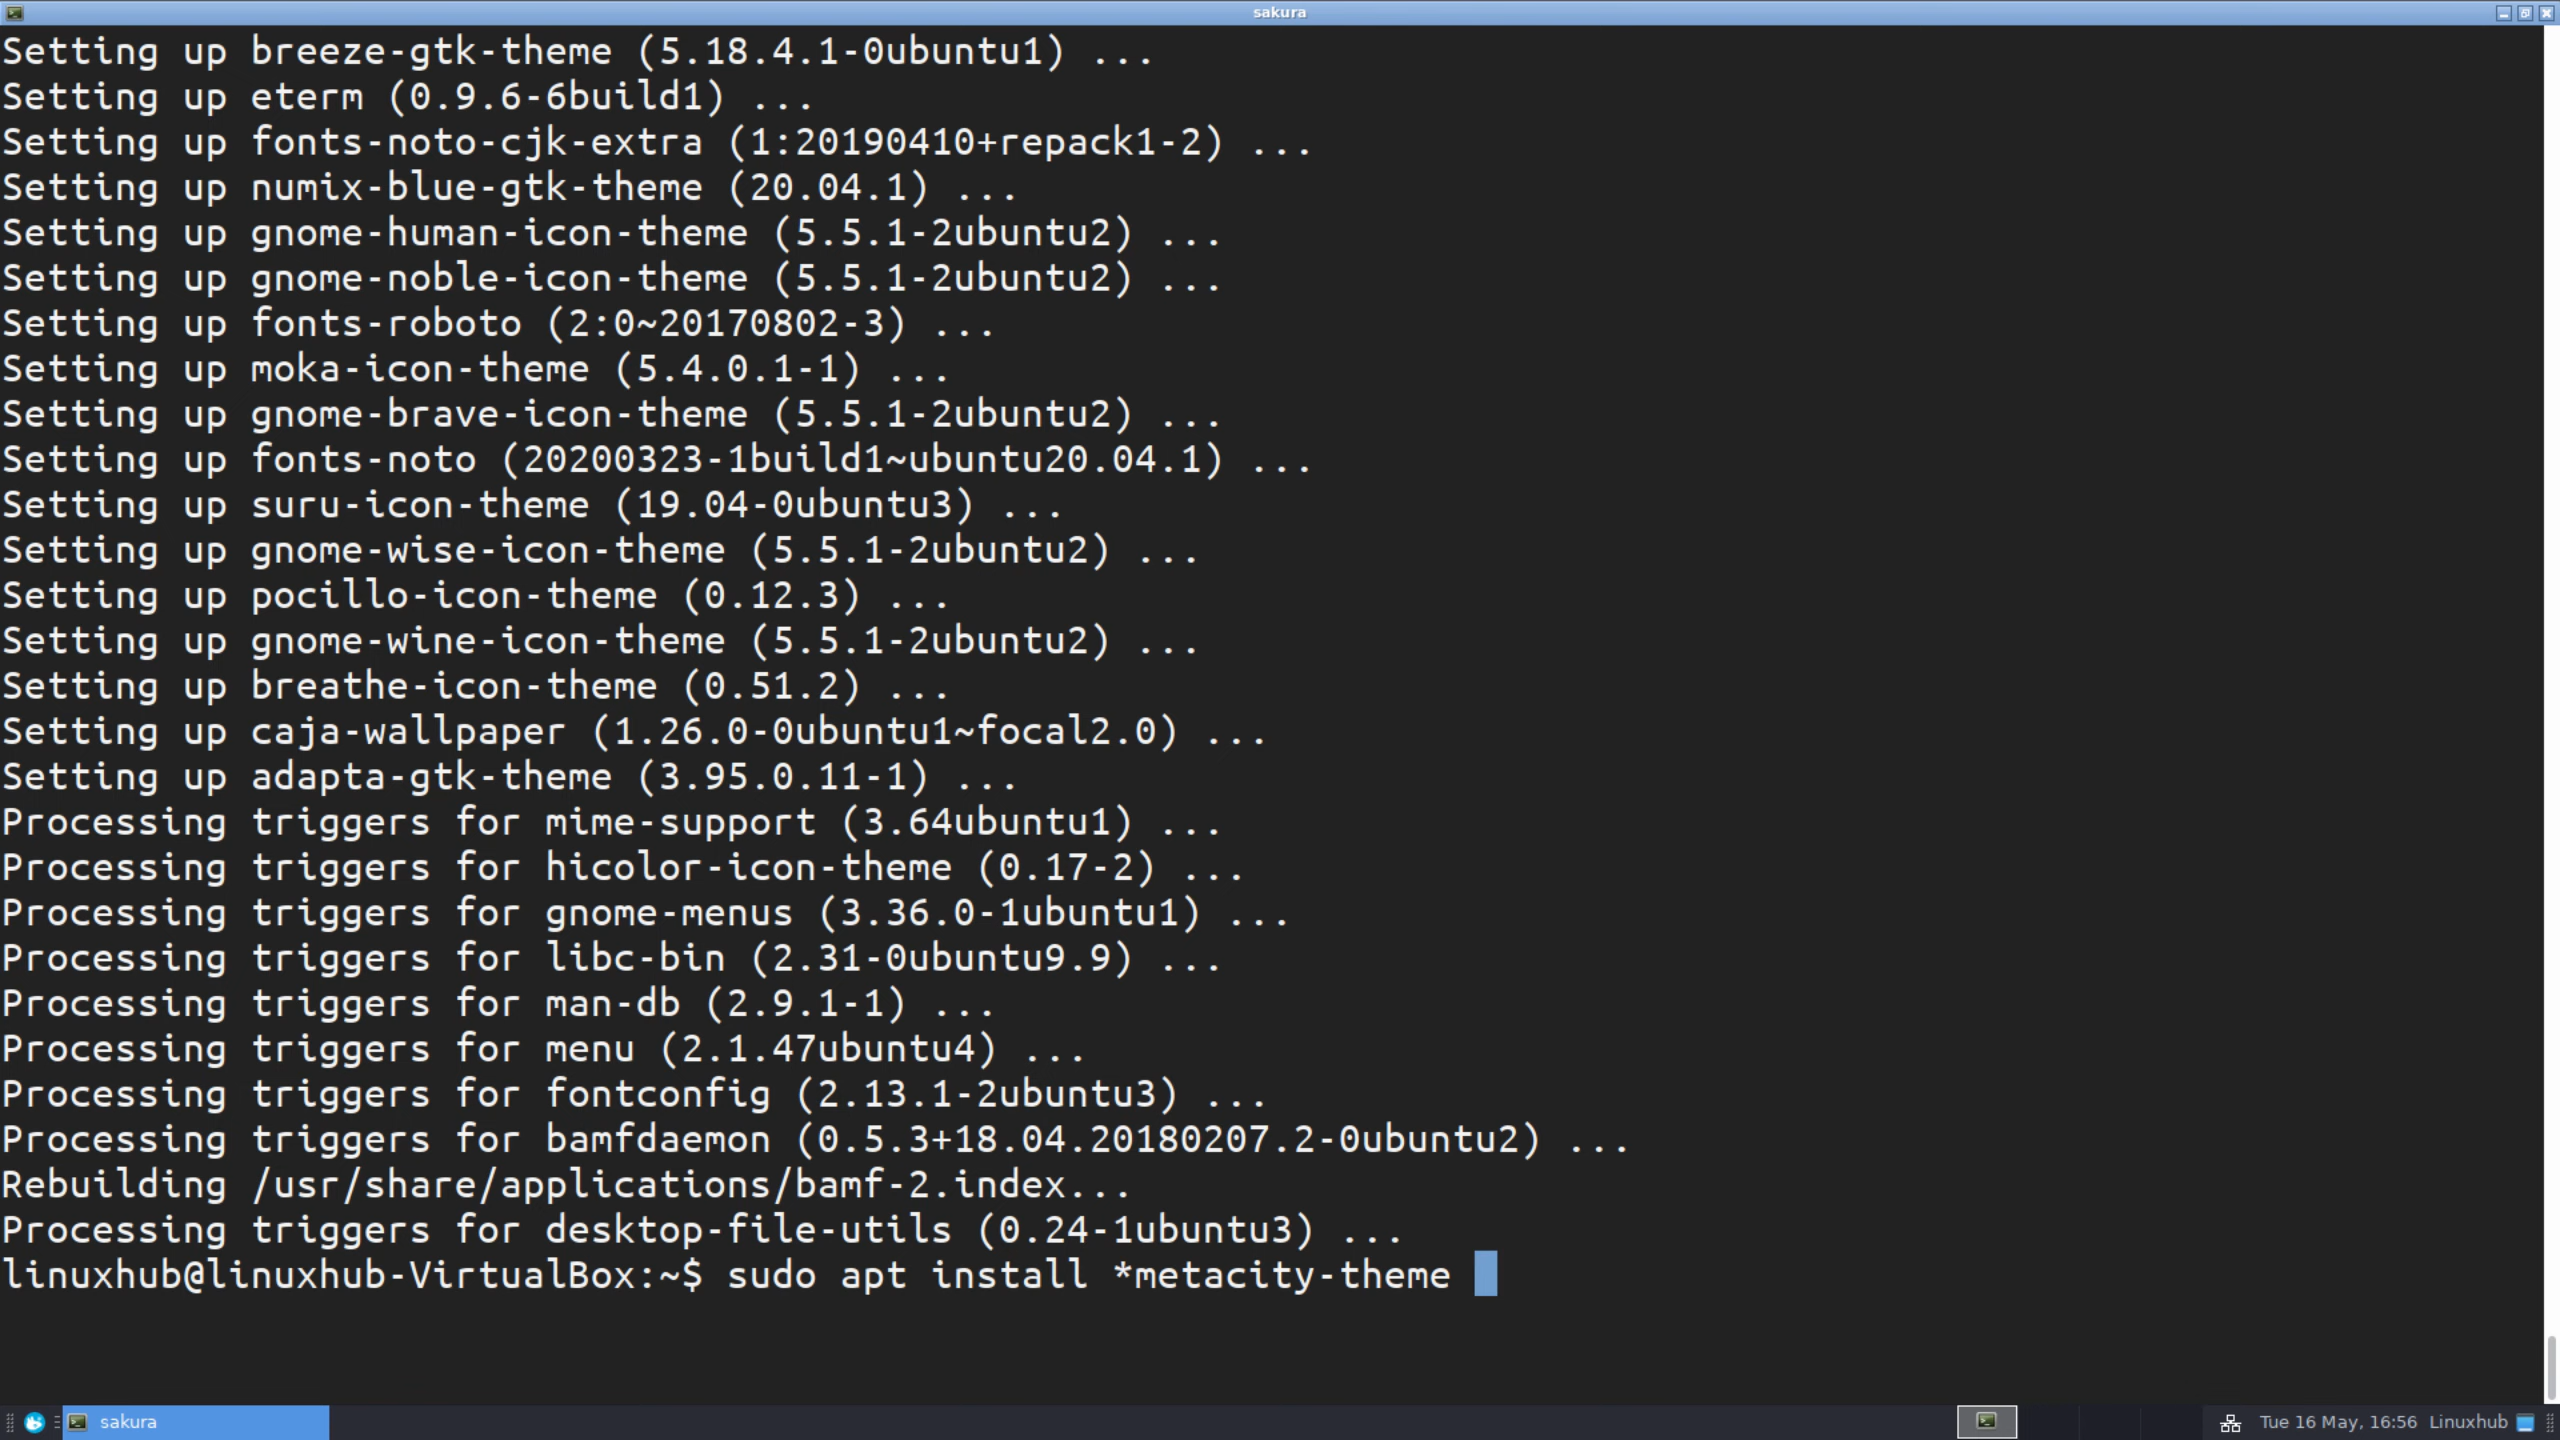 sakura
Setting up breeze-gtk-theme (5.18.4.1-0ubuntu1) ...
Setting up eterm (0.9.6-6build1) ...
Setting up fonts-noto-cjk-extra (1:20190410+repack1-2) ...
Setting up numix-blue-gtk-theme (20.04.1) ...
Setting up gnome-human-icon-theme (5.5.1-2ubuntu2) ...
Setting up gnome-noble-icon-theme (5.5.1-2ubuntu2) ...
Setting up fonts-roboto (2:0~20170802-3) ...
Setting up moka-icon-theme (5.4.0.1-1) ...
Setting up gnome-brave-icon-theme (5.5.1-2ubuntu2) ...
Setting up fonts-noto (20200323-1build1~ubuntu20.04.1) ...
Setting up suru-icon-theme (19.04-0ubuntu3) ...
Setting up gnome-wise-icon-theme (5.5.1-2ubuntu2) ...
Setting up pocillo-icon-theme (0.12.3) ...
Setting up gnome-wine-icon-theme (5.5.1-2ubuntu2) ...
Setting up breathe-icon-theme (0.51.2) ...
Setting up caja-wallpaper (1.26.0-0ubuntu1~focal2.0) ...
Setting up adapta-gtk-theme (3.95.0.11-1) ...
Processing triggers for mime-support (3.64ubuntu1) ...
Processing triggers for hicolor-icon-theme (0.17-2) ...
Processing triggers for gnome-menus (3.36.0-1ubuntu1) ...
Processing triggers for libc-bin (2.31-0ubuntu9.9) ...
Processing triggers for man-db (2.9.1-1) ...
Processing triggers for menu (2.1.47ubuntu4) ...
Processing triggers for fontconfig (2.13.1-2ubuntu3) ...
Processing triggers for bamfdaemon (0.5.3+18.04.20180207.2-0ubuntu2) ...
Rebuilding /usr/share/applications/bamf-2.index...
Processing triggers for desktop-file-utils (0.24-1ubuntu3) ...
linuxhub@linuxhub-VirtualBox:~$ sudo apt install *metacity-theme
sakura Tue 16 May, 16:56 Linuxhub